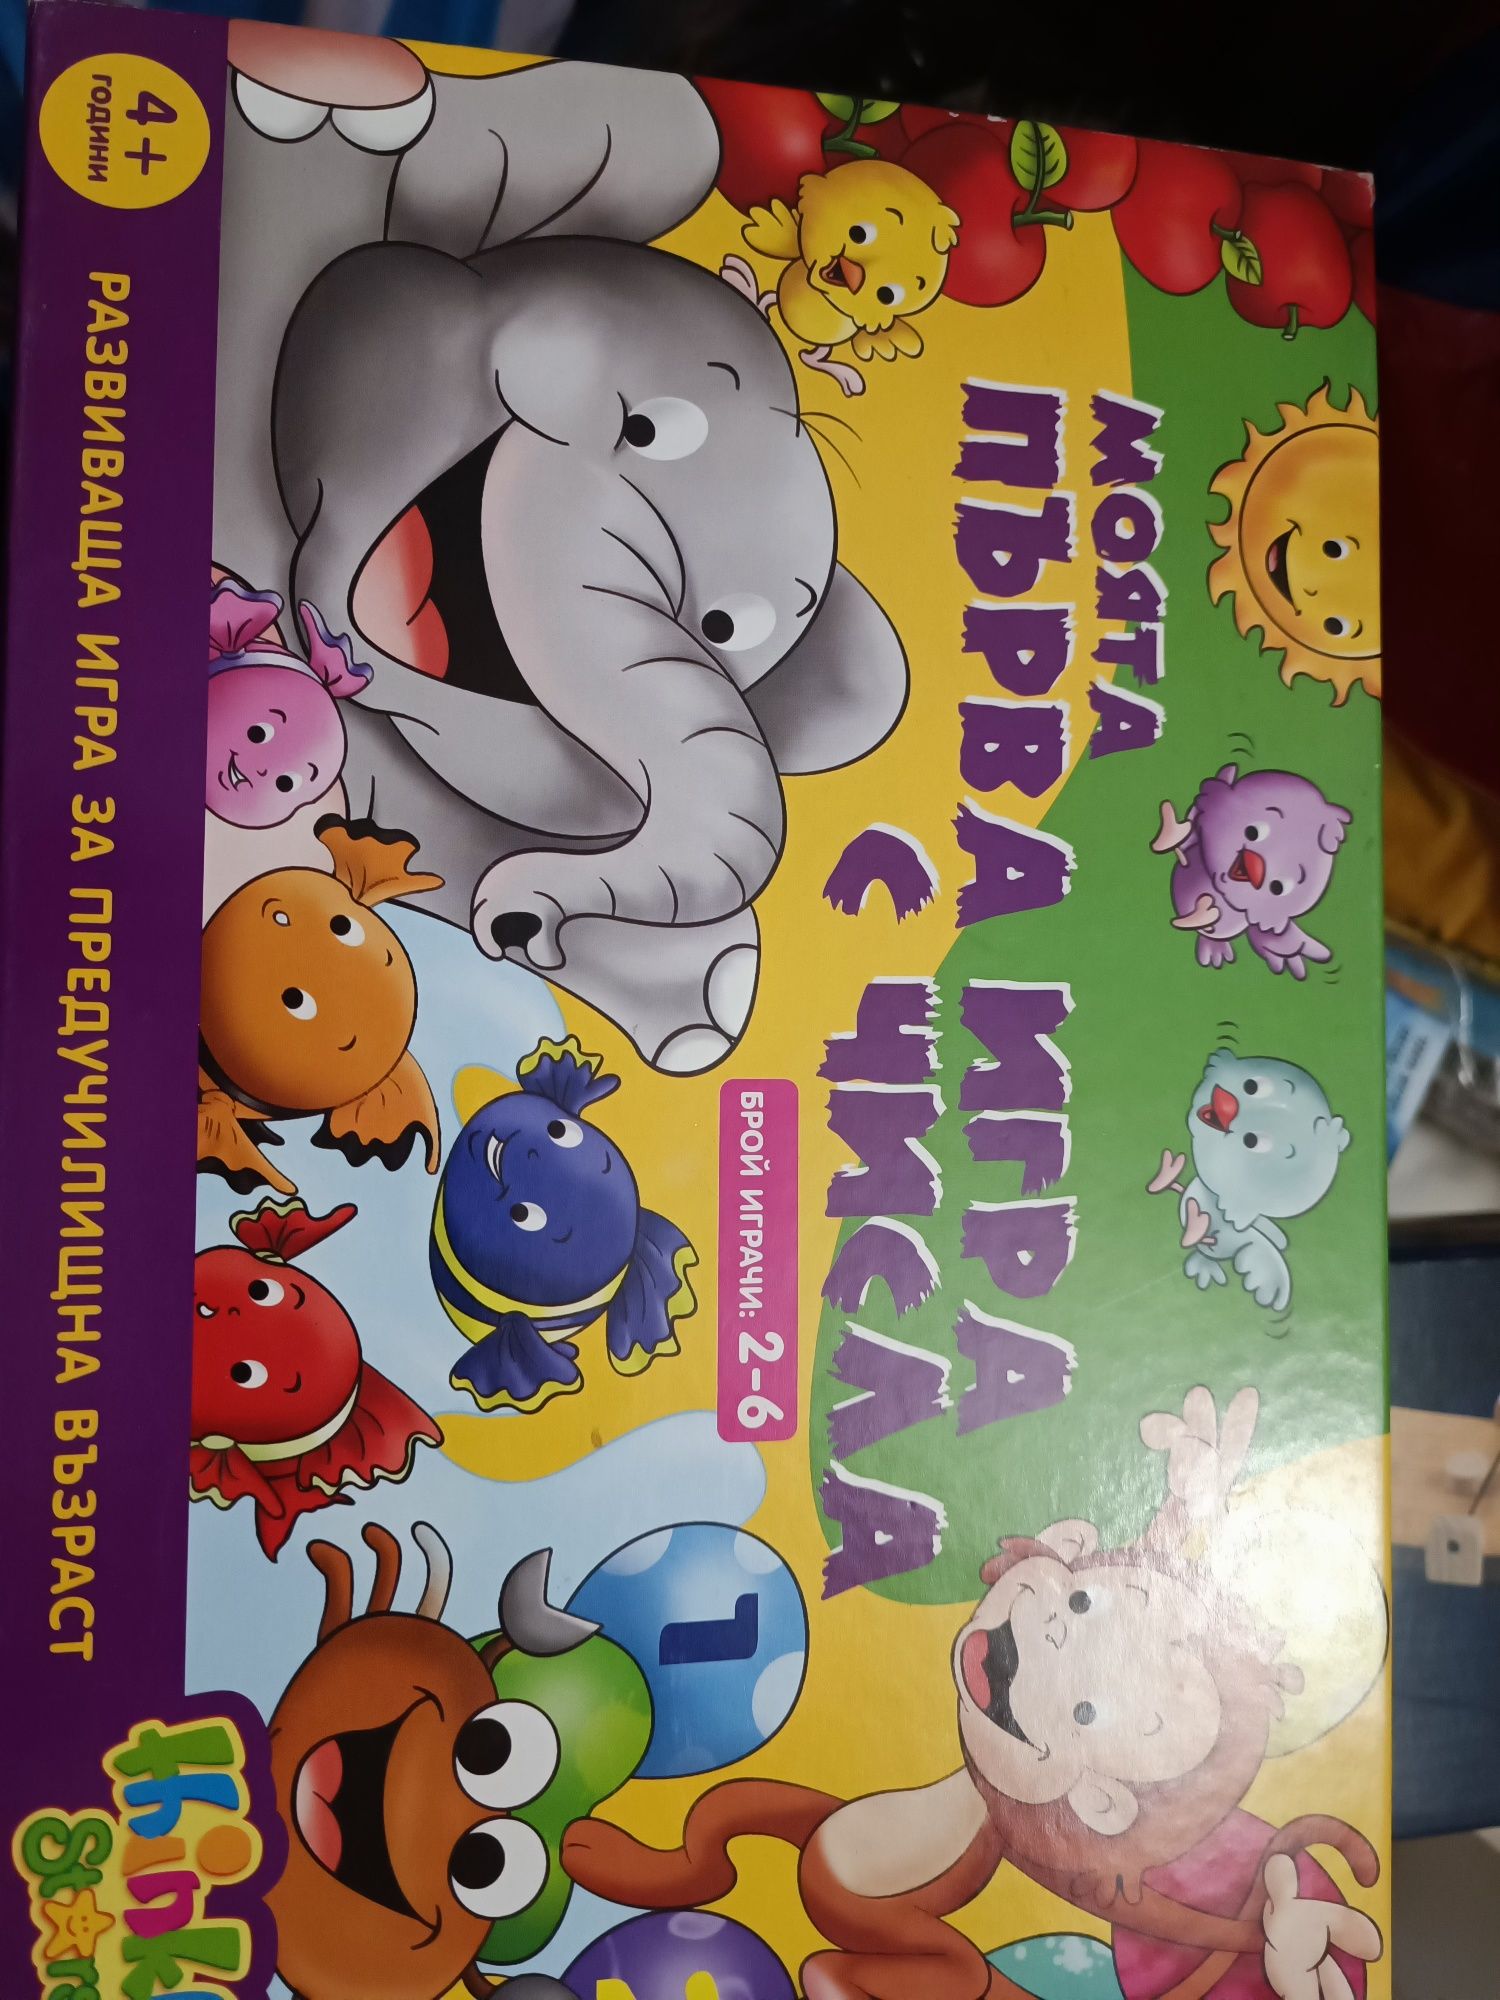 МОЯТА
ПЪРВА ИГРА
С ЧИСЛА
БРОЙ ИГРАЧИ: 2-6
1
4+
ГОДИНИ
РАЗВИВАЩА ИГРА ЗА ПРЕДУЧИЛИЩНА ВЪЗРАСТ